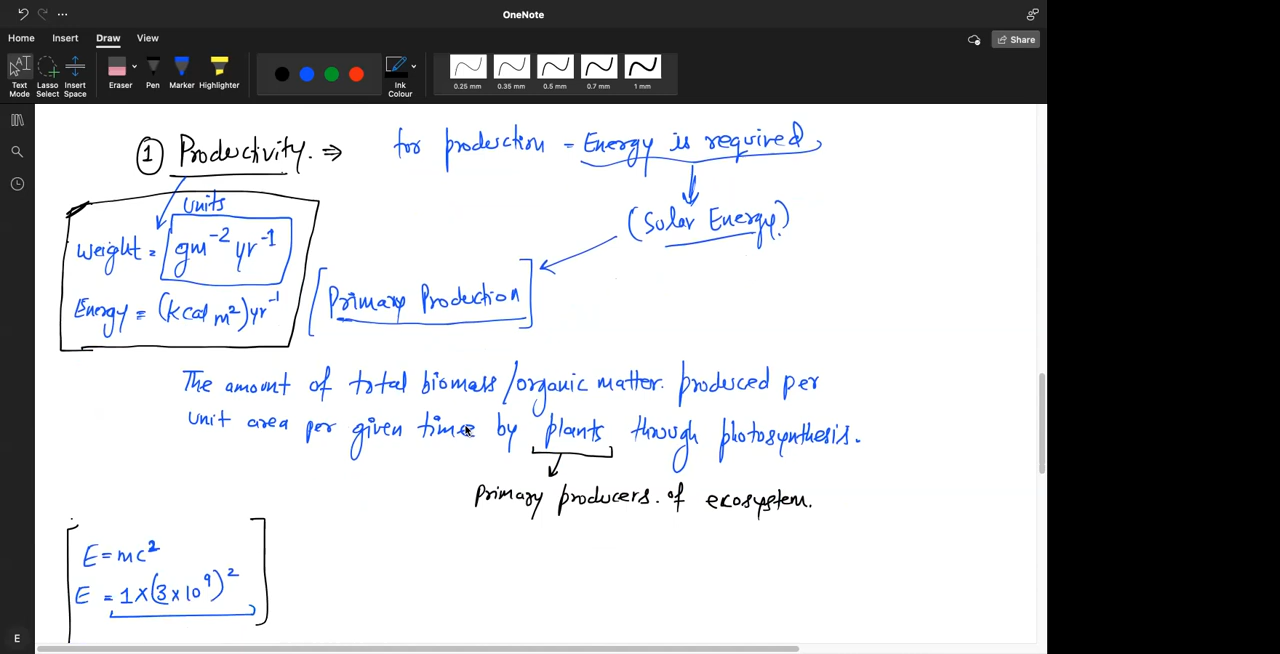 OneNote
Home Insert Draw View
Share
Text Mode
Lasso Select
Insert Space
Eraser
Pen
Marker
Highlighter
Ink Colour
0.25 mm 0.35 mm 0.5 mm 0.7 mm 1 mm
① Productivity. ⇒ for production = Energy is required,
units
(Solar Energy)
Weight = gm⁻² yr⁻¹
Energy = (kcal m²) yr⁻¹
[Primary Production]
The amount of total biomass/organic matter. produced per
unit area per given time by plants through photosynthesis.
Primary producers. of ekosystem.
E = mc²
E = 1×(3×10⁹)²
E